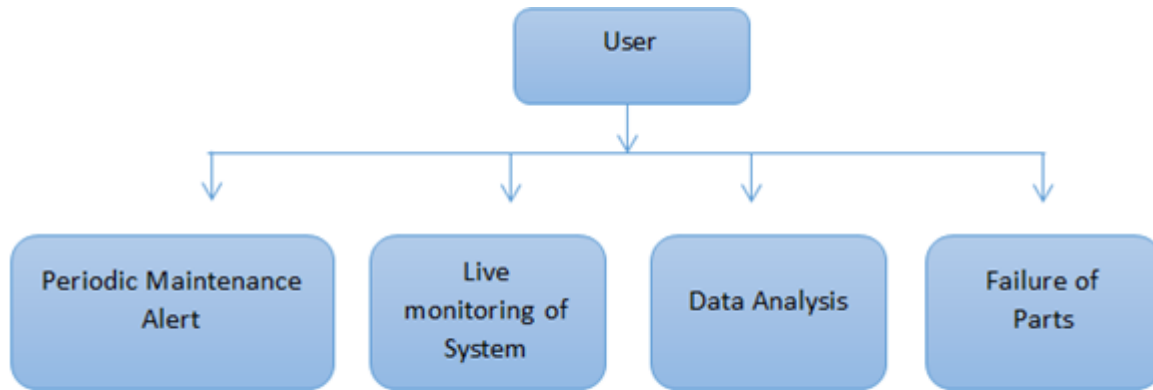 User
Periodic Maintenance
Alert
Live
monitoring of
System
Data Analysis
Failure of
Parts